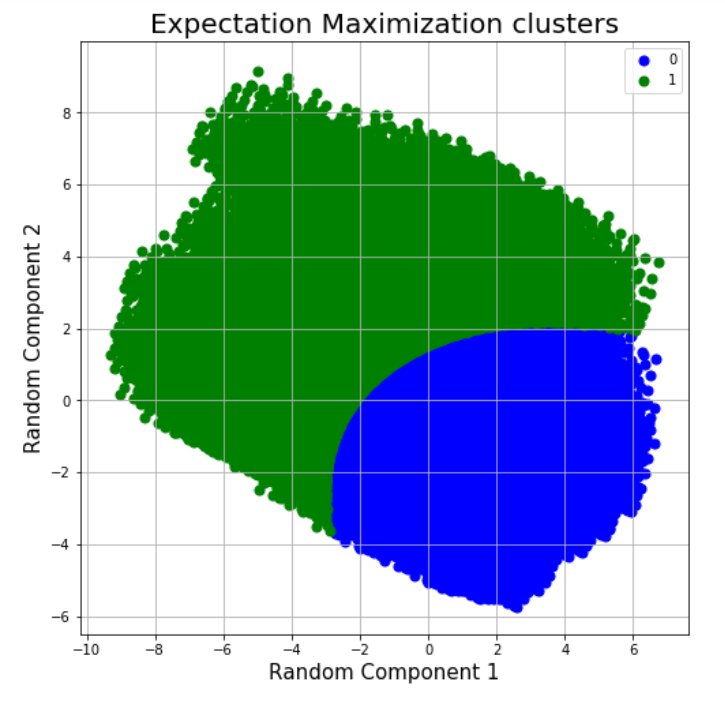 Expectation Maximization clusters
0
1
8
6
4
2
0
−2
−4
−6
Random Component 2
−10 −8 −6 −4 −2 0 2 4 6
Random Component 1